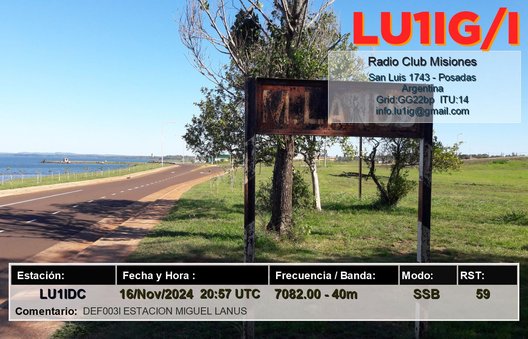 LU1IG/I
Radio Club Misiones
San Luis 1743 - Posadas
Argentina
Grid:GG22bp ITU:14
info.lu1ig@gmail.com
M.LANUS
Estación: Fecha y Hora : Frecuencia / Banda: Modo: RST:
LU1IDC 16/Nov/2024 20:57 UTC 7082.00 - 40m SSB 59
Comentario: DEF003I ESTACION MIGUEL LANUS